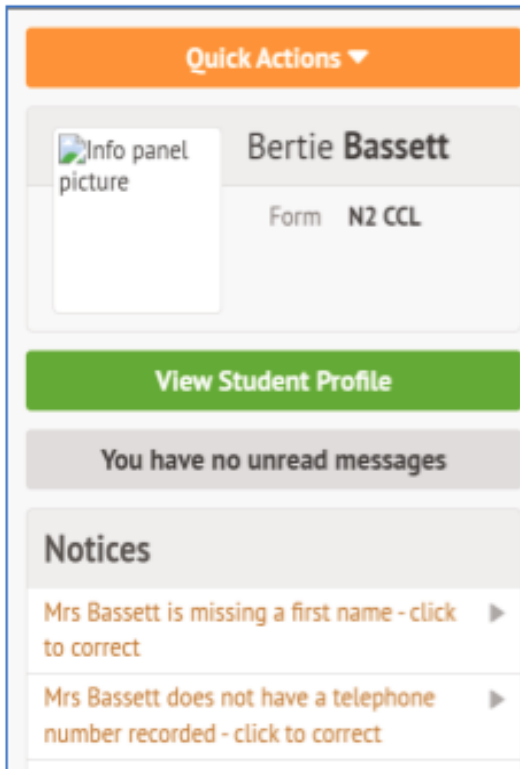 Quick Actions
Info panel
picture
Bertie Bassett
Form N2 CCL
View Student Profile
You have no unread messages
Notices
Mrs Bassett is missing a first name - click
to correct
Mrs Bassett does not have a telephone
number recorded - click to correct